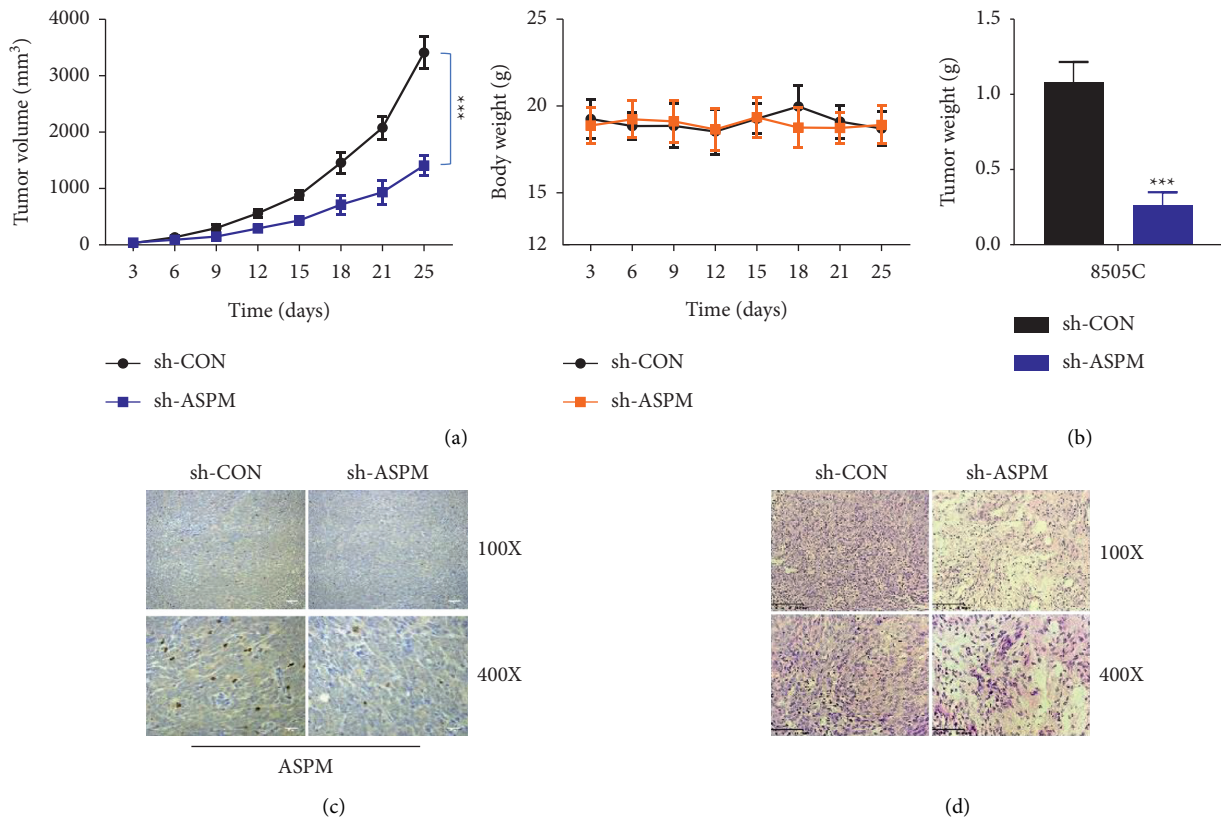 Tumor volume (mm³)
4000
3000
2000
1000
0
3 6 9 12 15 18 21 25
Time (days)
***
sh-CON
sh-ASPM
Body weight (g)
25
20
15
12
3 6 9 12 15 18 21 25
Time (days)
sh-CON
sh-ASPM
(a)
Tumor weight (g)
1.5
1.0
0.5
0.0
***
8505C
sh-CON
sh-ASPM
(b)
sh-CON sh-ASPM
100X
400X
ASPM
(c)
sh-CON sh-ASPM
100X
400X
(d)